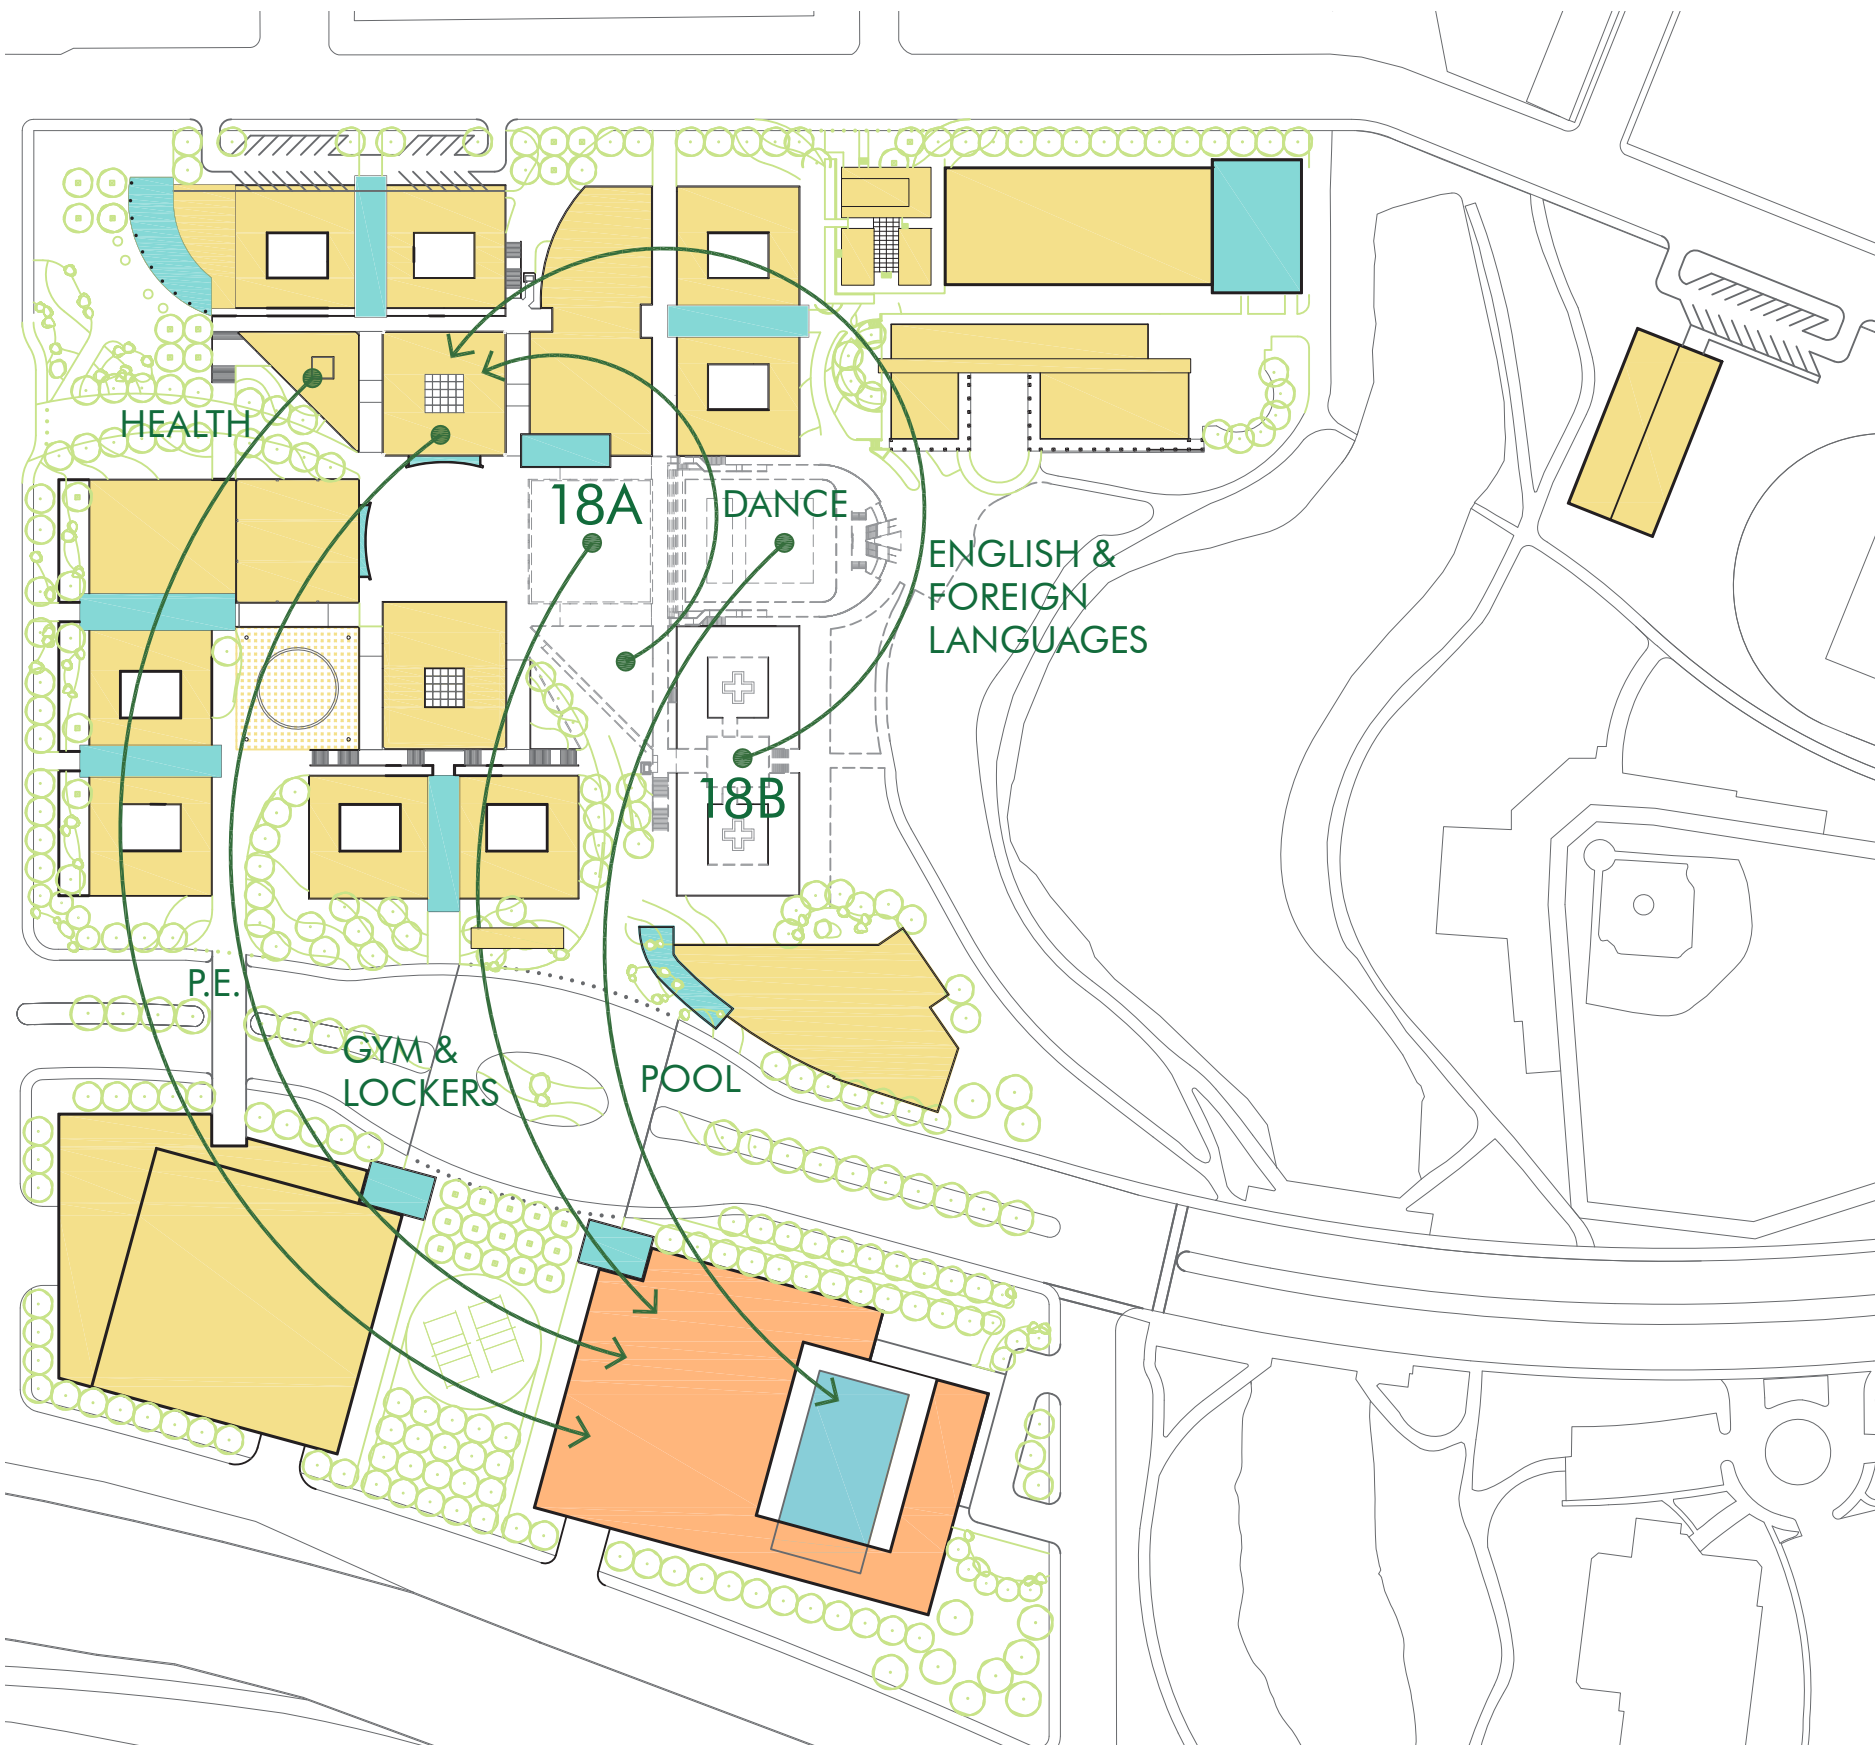 HEALTH
18A
DANCE
ENGLISH &
FOREIGN
LANGUAGES
18B
P.E.
GYM &
LOCKERS
POOL